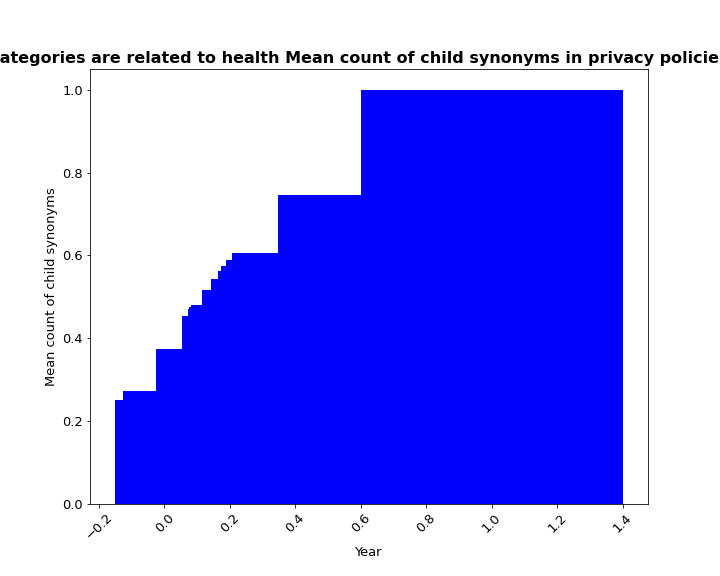 ategories are related to health Mean count of child synonyms in privacy policie
Mean count of child synonyms
1.0
0.8
0.6
0.4
0.2
0.0
−0.2 0.0 0.2 0.4 0.6 0.8 1.0 1.2 1.4
Year